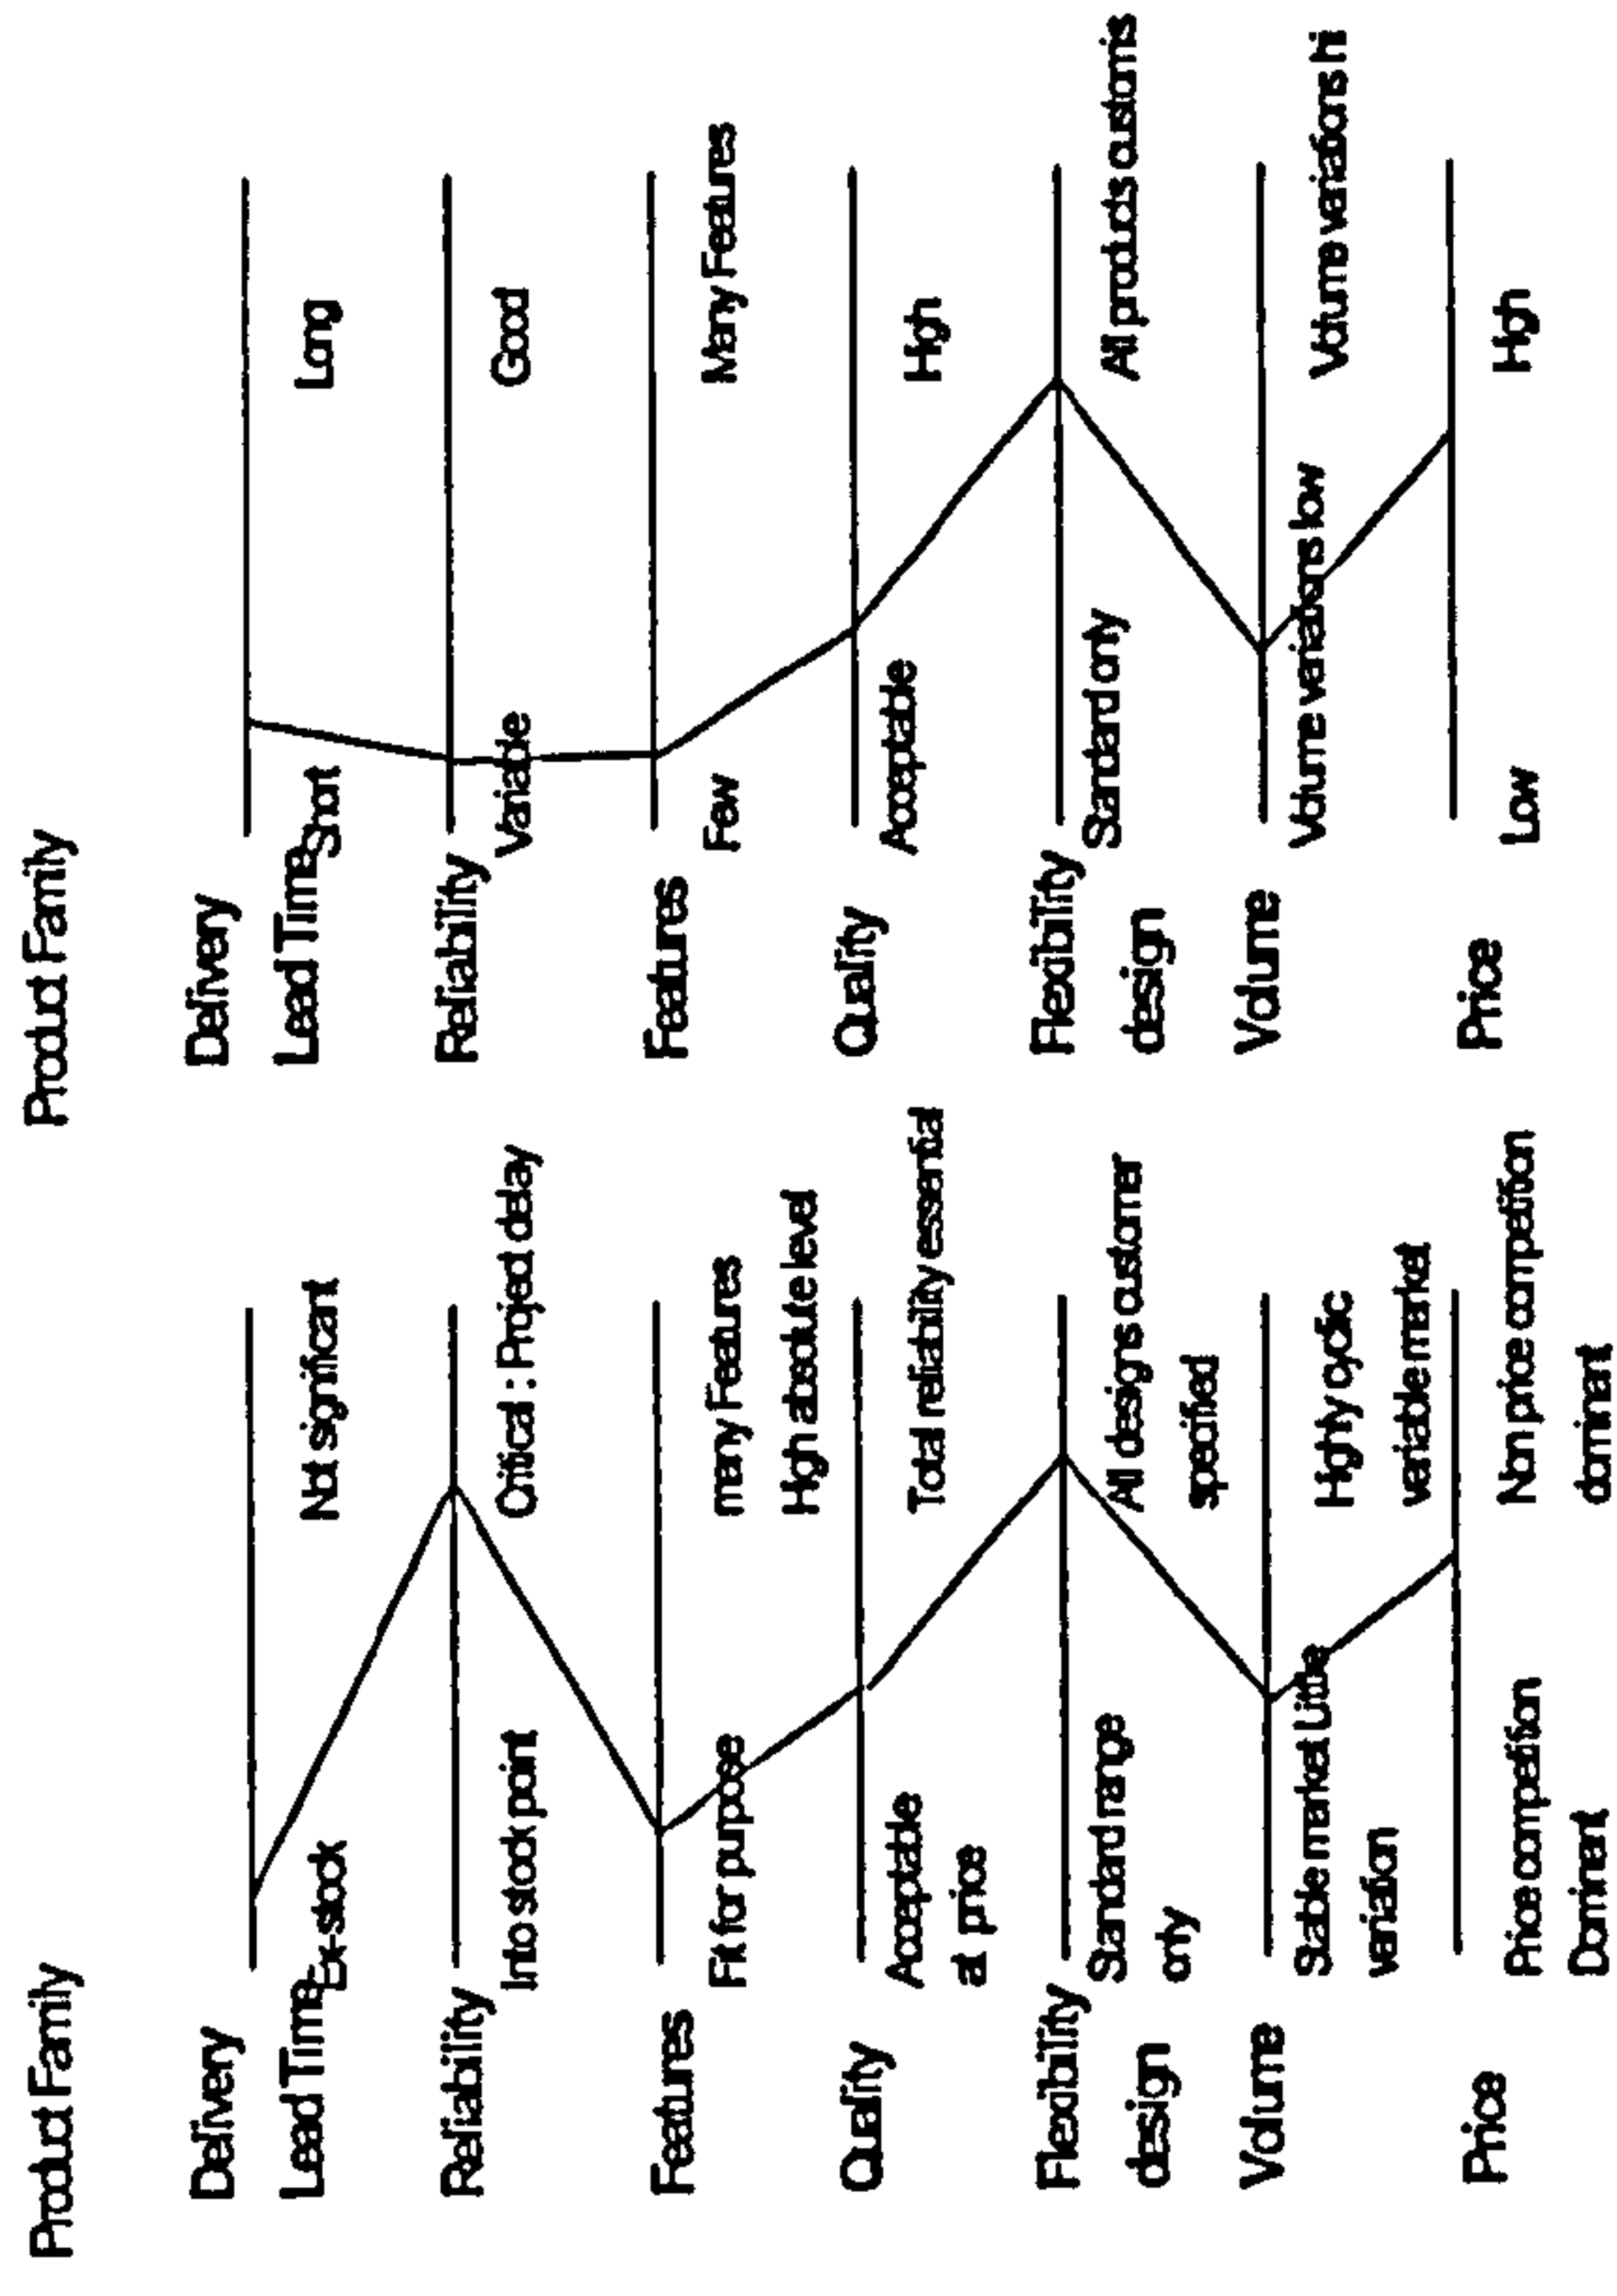 Product Family
Delivery
Lead Time
Ex-stock
Not significant
Reliability
Into stock point
Critical : Project delay
Features
Fit for purpose
many Features
High absolute level
Quality
Acceptable
at price
Total reliability essential
Flexibility
design
Standard range
only
All designs customer
specified
Volume
Stable market Little
variation
Highly cyclic
variable market
Price
Price compatition
Dominant
Non price compatition
dominant
Product Family
Delivery
Lead Time
Short
Long
Reliability
Variable
Good
Features
Few
Many Features
Quality
Acceptable
High
Flexibility
design
Standard only
All products customis
Volume
Volume variations low
Volume variations hi
Price
Low
High